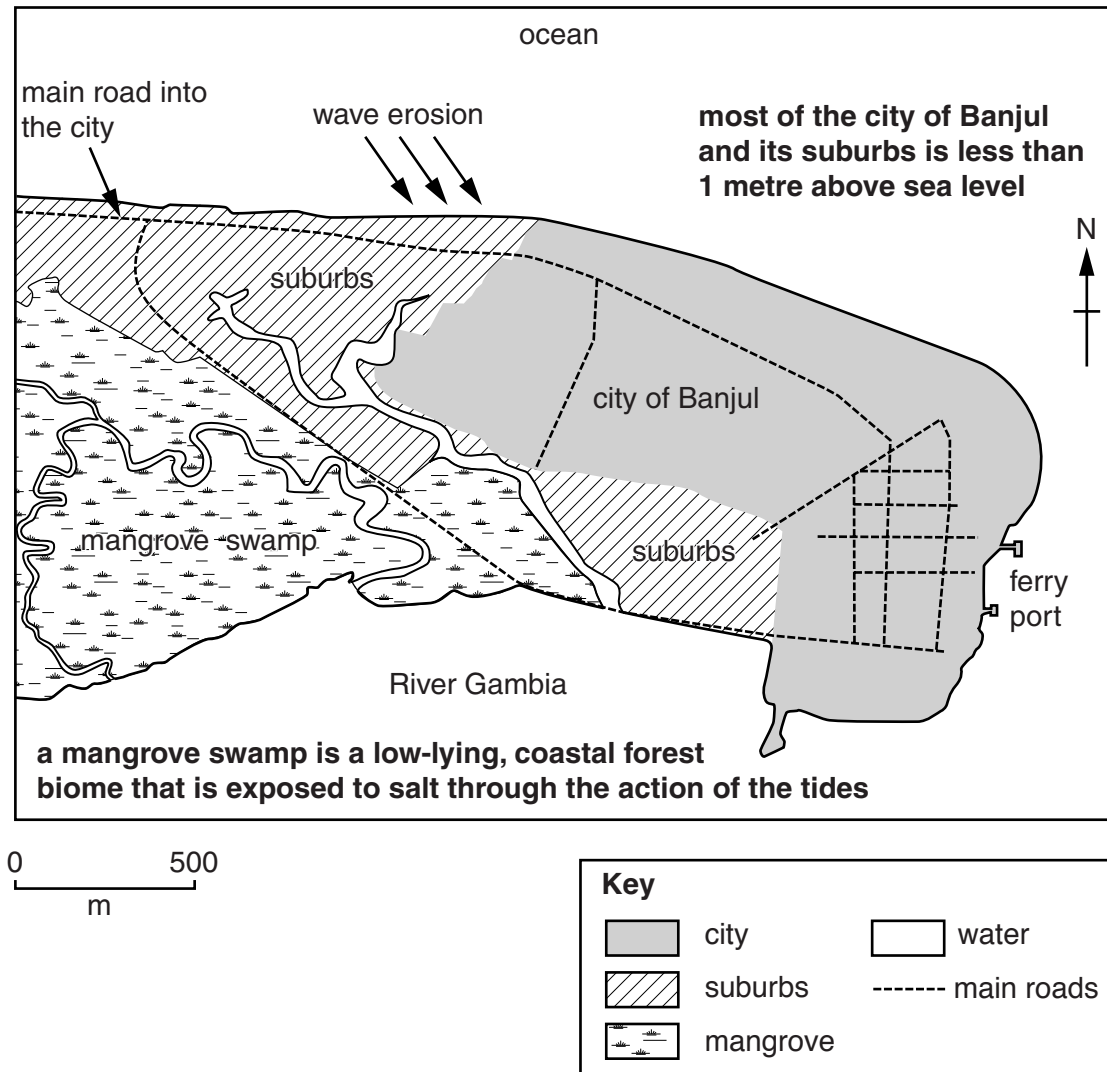 ocean
main road into
the city
wave erosion
most of the city of Banjul
and its suburbs is less than
1 metre above sea level
N
suburbs
city of Banjul
mangrove swamp
suburbs
ferry
port
River Gambia
a mangrove swamp is a low-lying, coastal forest
biome that is exposed to salt through the action of the tides
0 500
m
Key
city
water
suburbs
main roads
mangrove